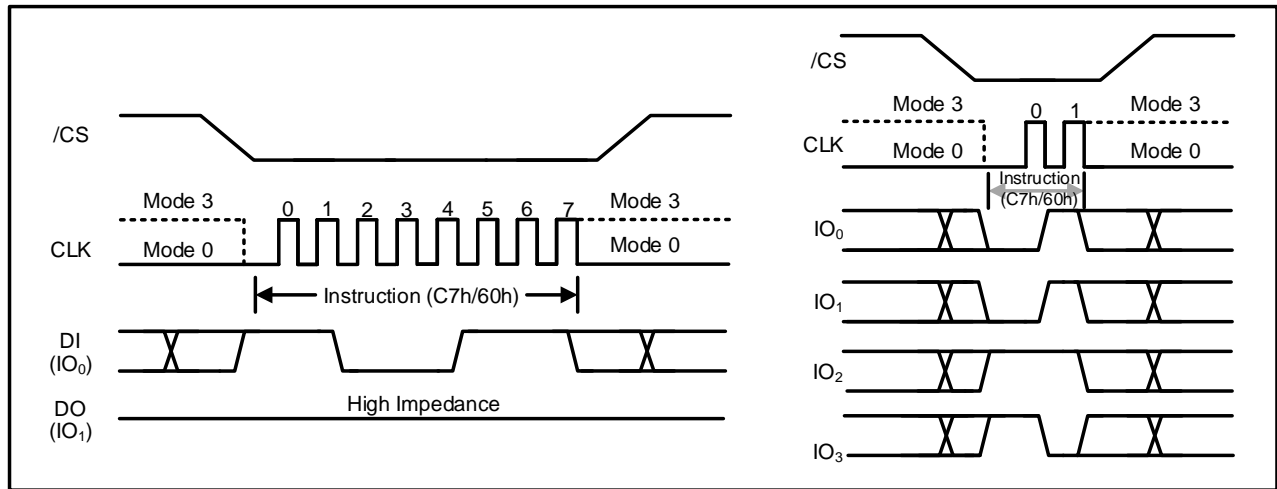 /CS
Mode 3
Mode 3
0 1 2 3 4 5 6 7
CLK
Mode 0
Mode 0
Instruction (C7h/60h)
DI
(IO₀)
DO
(IO₁)
High Impedance
/CS
Mode 3
0 1
Mode 3
CLK
Mode 0
Mode 0
Instruction
(C7h/60h)
IO₀
IO₁
IO₂
IO₃